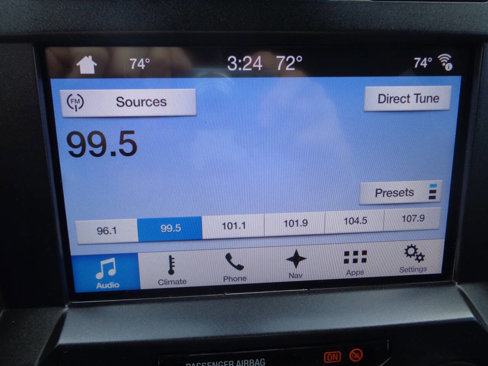 74° 3:24 72° 74°
FM Sources Direct Tune
99.5
Presets
96.1 99.5 101.1 101.9 104.5 107.9
Audio Climate Phone Nav Apps Settings
PASSENGER AIRBAG ON